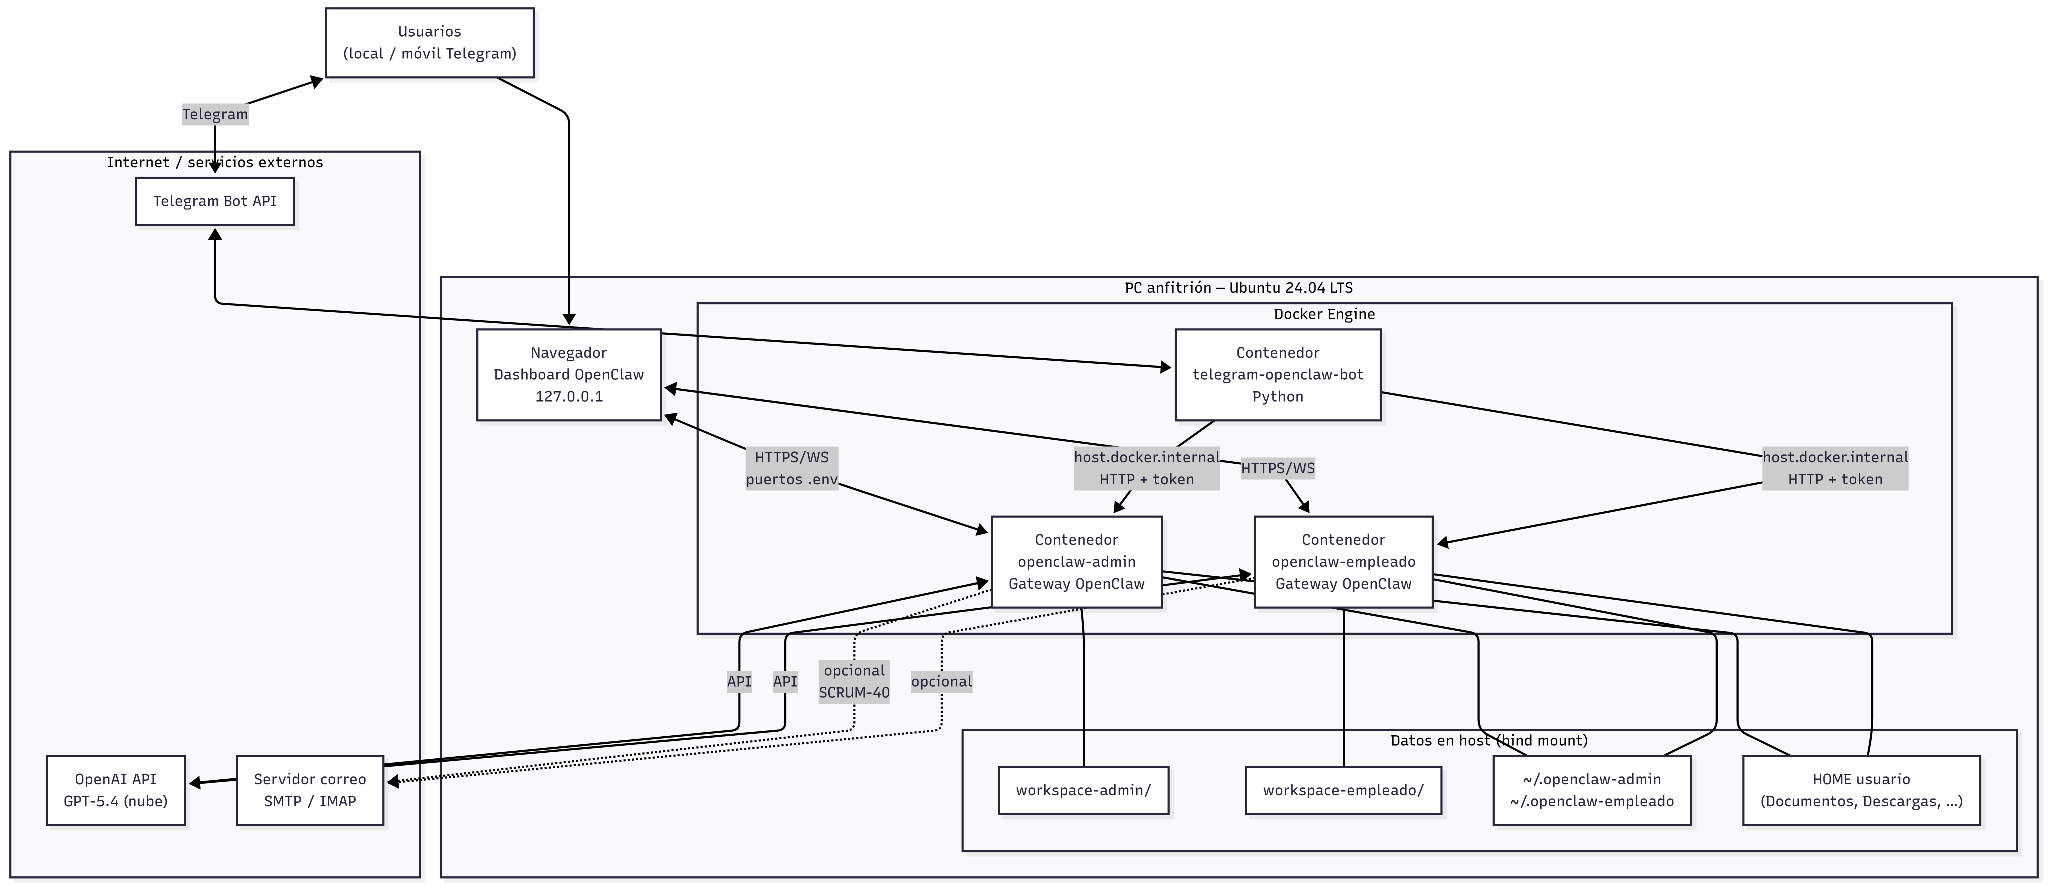 Usuarios
(local / móvil Telegram)
Telegram
Internet / servicios externos
Telegram Bot API
PC anfitrión – Ubuntu 24.04 LTS
Docker Engine
Navegador
Dashboard OpenClaw
127.0.0.1
Contenedor
telegram-openclaw-bot
Python
HTTPS/WS
puertos .env
host.docker.internal
HTTP + token
HTTPS/WS
host.docker.internal
HTTP + token
Contenedor
openclaw-admin
Gateway OpenClaw
Contenedor
openclaw-empleado
Gateway OpenClaw
API
API
opcional
SCRUM-40
opcional
Datos en host (bind mount)
OpenAI API
GPT-5.4 (nube)
Servidor correo
SMTP / IMAP
workspace-admin/
workspace-empleado/
~/.openclaw-admin
~/.openclaw-empleado
HOME usuario
(Documentos, Descargas, ...)